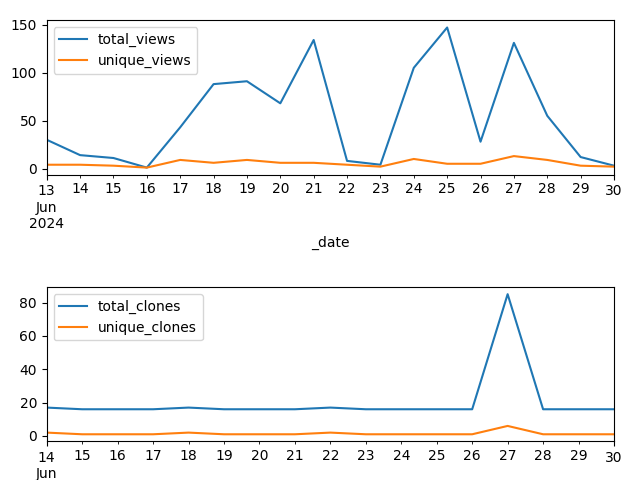 150
total_views
unique_views
100
50
0
13 14 15 16 17 18 19 20 21 22 23 24 25 26 27 28 29 30
Jun
2024
_date
total_clones
80
unique_clones
60
40
20
0
14 15 16 17 18 19 20 21 22 23 24 25 26 27 28 29 30
Jun